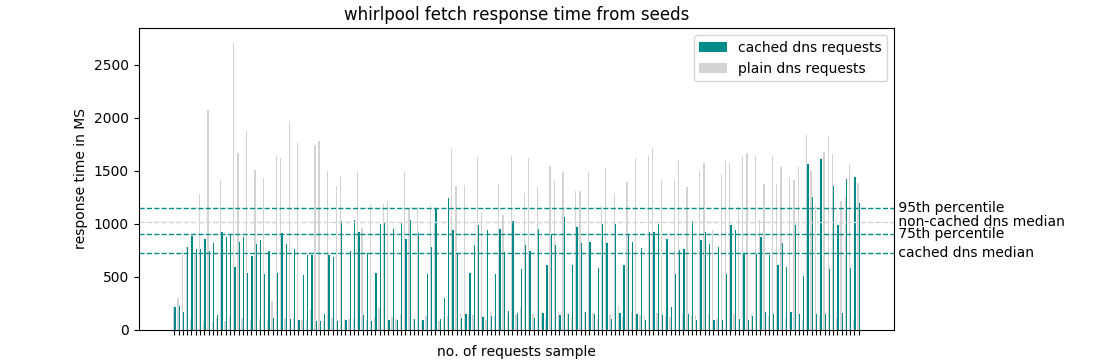 whirlpool fetch response time from seeds
cached dns requests
plain dns requests
2500
2000
1500
1000
500
0
response time in MS
95th percentile
non-cached dns median
75th percentile
cached dns median
no. of requests sample